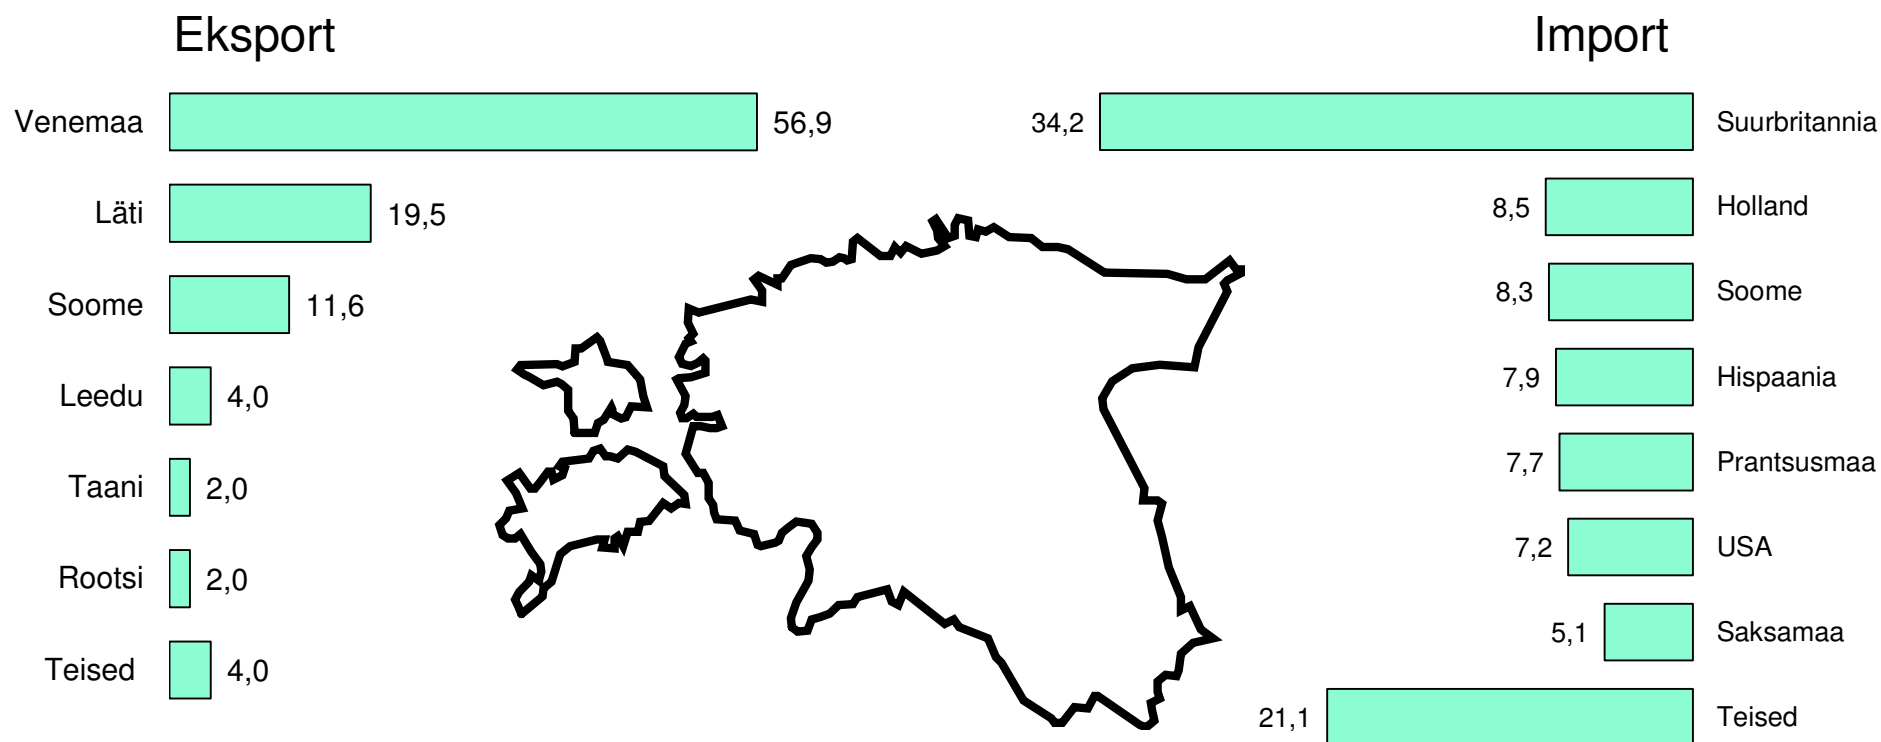 Eksport
Venemaa 56,9
Läti 19,5
Soome 11,6
Leedu 4,0
Taani 2,0
Rootsi 2,0
Teised 4,0
Import
34,2 Suurbritannia
8,5 Holland
8,3 Soome
7,9 Hispaania
7,7 Prantsusmaa
7,2 USA
5,1 Saksamaa
21,1 Teised